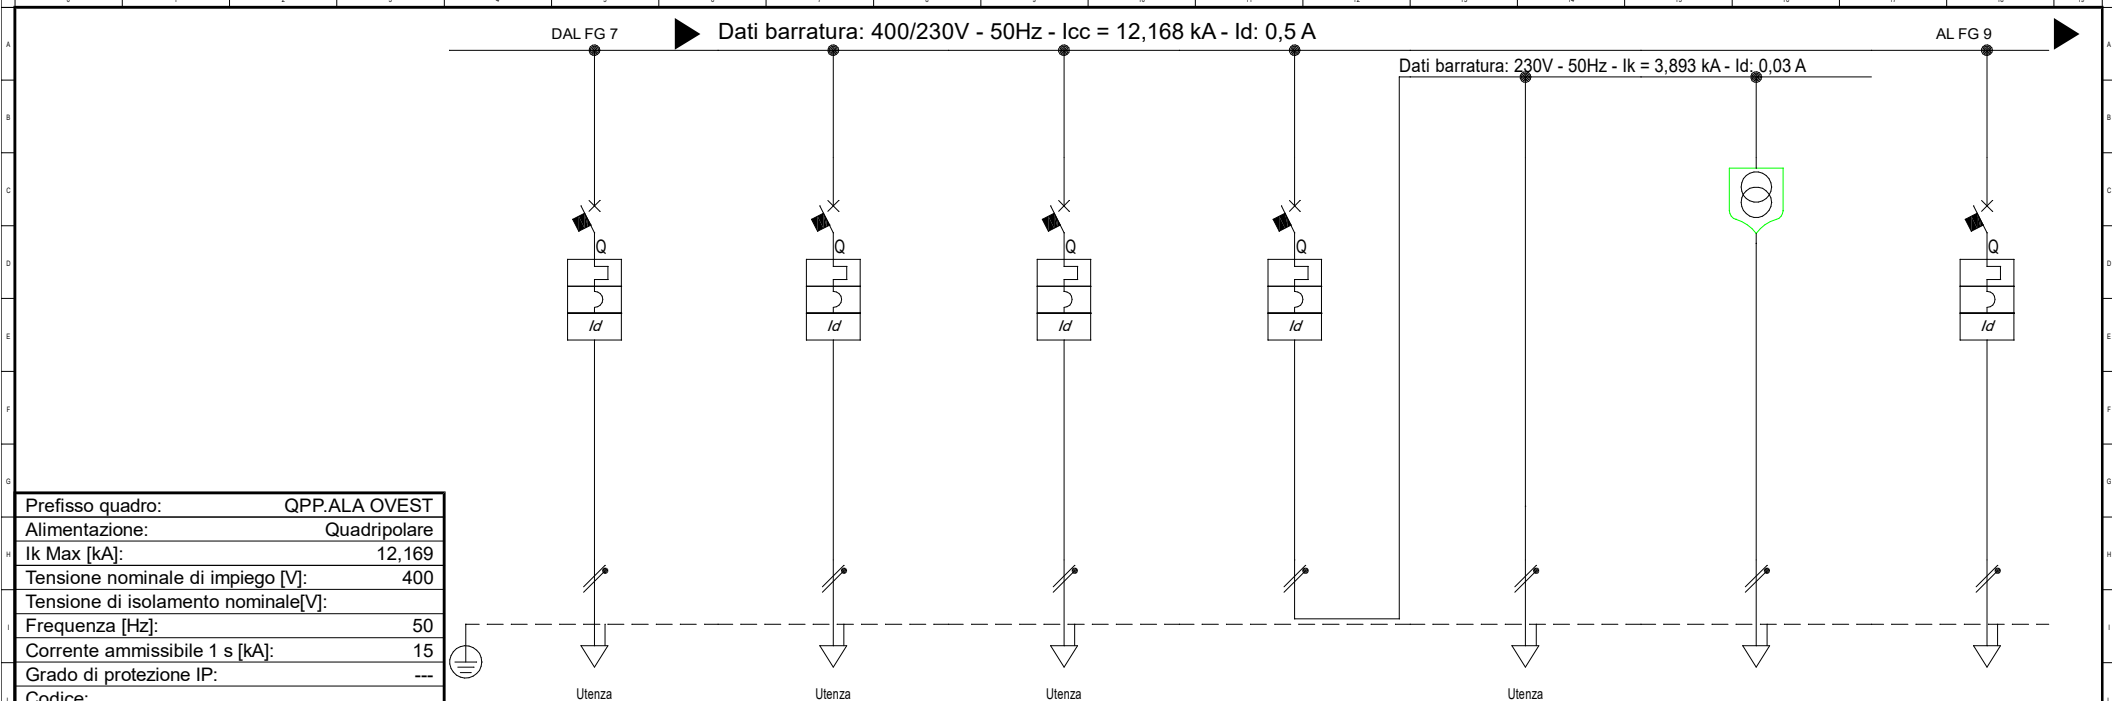 DAL FG 7
Dati barratura: 400/230V - 50Hz - Icc = 12,168 kA - Id: 0,5 A
AL FG 9
Dati barratura: 230V - 50Hz - Ik = 3,893 kA - Id: 0,03 A
Q
Q
Q
Q
Q
Id
Id
Id
Id
Id
Prefisso quadro: QPP.ALA OVEST
Alimentazione: Quadripolare
Ik Max [kA]: 12,169
Tensione nominale di impiego [V]: 400
Tensione di isolamento nominale[V]:
Frequenza [Hz]: 50
Corrente ammissibile 1 s [kA]: 15
Grado di protezione IP: ---
Codice:
Utenza
Utenza
Utenza
Utenza